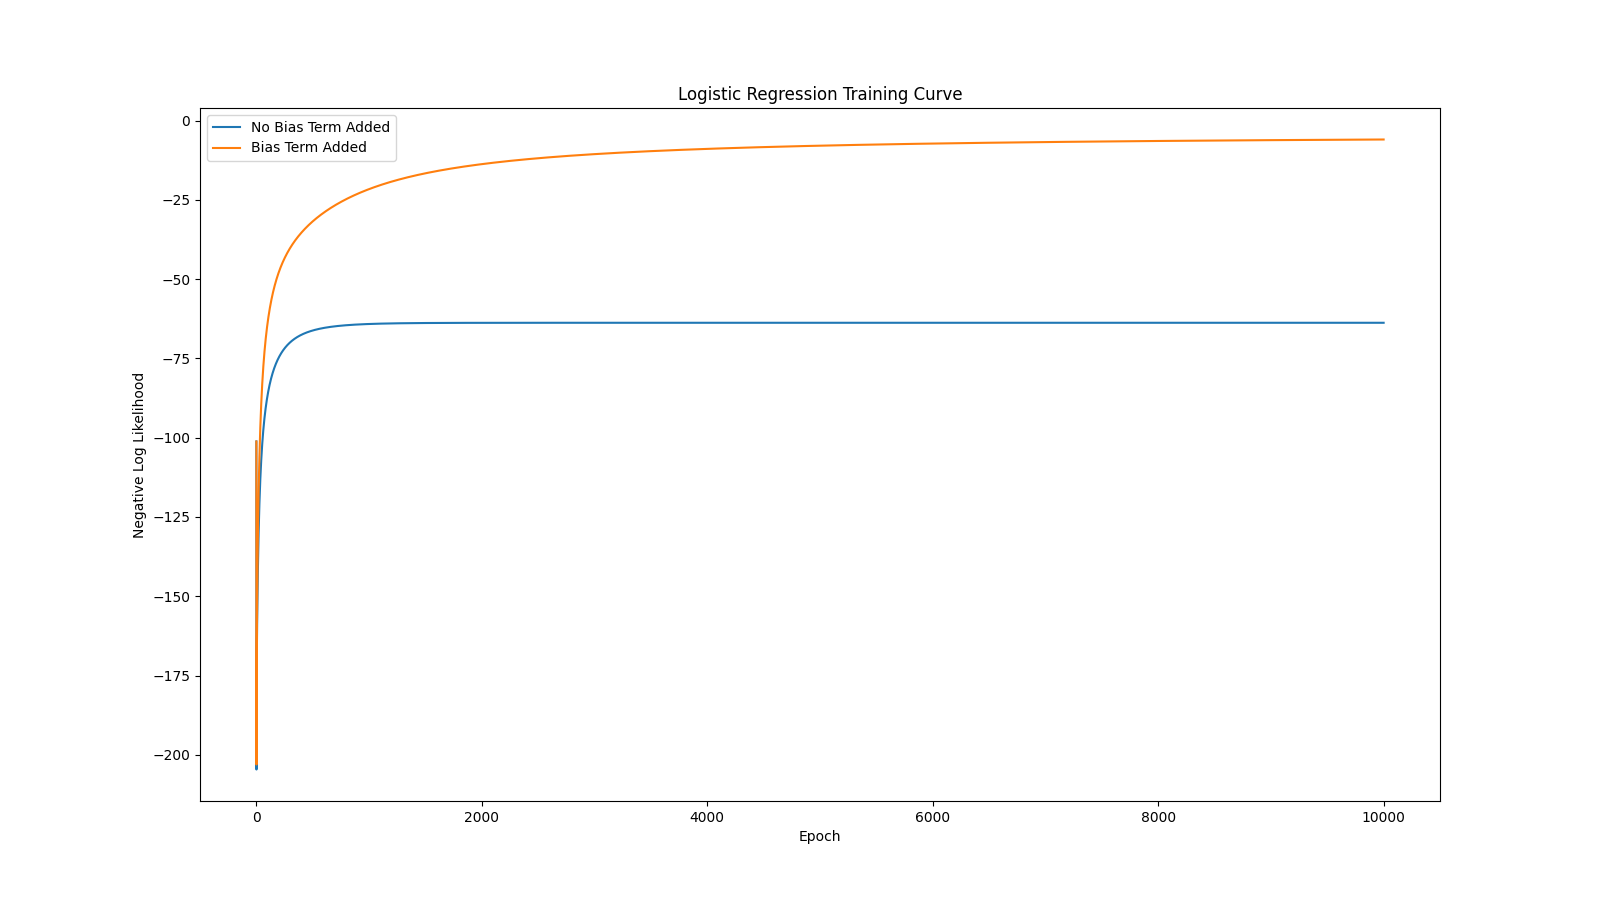 Logistic Regression Training Curve
No Bias Term Added
Bias Term Added
0
−25
−50
−75
−100
−125
−150
−175
−200
Negative Log Likelihood
0 2000 4000 6000 8000 10000
Epoch